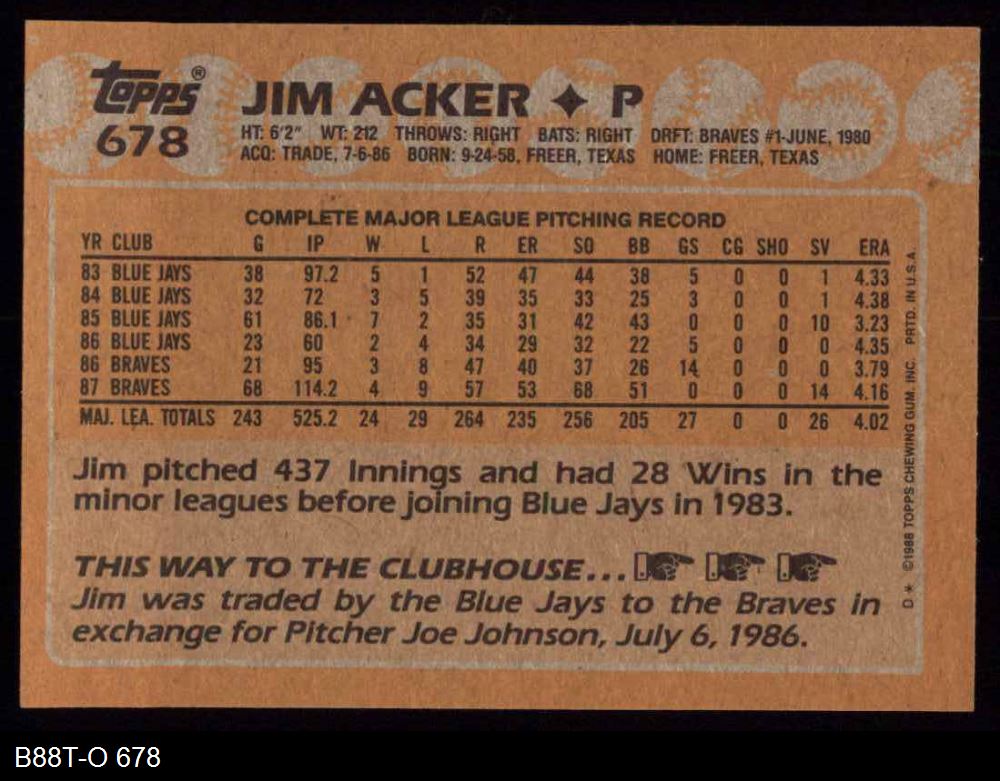 topps®
678
JIM ACKER ✦ P
HT: 6'2" WT: 212 THROWS: RIGHT BATS: RIGHT DRFT: BRAVES #1-JUNE, 1980
ACQ: TRADE, 7-6-86 BORN: 9-24-58, FREER, TEXAS HOME: FREER, TEXAS
COMPLETE MAJOR LEAGUE PITCHING RECORD
YR CLUB G IP W L R ER SO BB GS CG SHO SV ERA
83 BLUE JAYS 38 97.2 5 1 52 47 44 38 5 0 0 1 4.33
84 BLUE JAYS 32 72 3 5 39 35 33 25 3 0 0 1 4.38
85 BLUE JAYS 61 86.1 7 2 35 31 42 43 0 0 0 10 3.23
86 BLUE JAYS 23 60 2 4 34 29 32 22 5 0 0 0 4.35
86 BRAVES 21 95 3 8 47 40 37 26 14 0 0 0 3.79
87 BRAVES 68 114.2 4 9 57 53 68 51 0 0 0 14 4.16
MAJ. LEA. TOTALS 243 525.2 24 29 264 235 256 205 27 0 0 26 4.02
Jim pitched 437 Innings and had 28 Wins in the
minor leagues before joining Blue Jays in 1983.
THIS WAY TO THE CLUBHOUSE...
Jim was traded by the Blue Jays to the Braves in
exchange for Pitcher Joe Johnson, July 6, 1986.
D * ©1988 TOPPS CHEWING GUM, INC. PRTD. IN U.S.A.
B88T-O 678